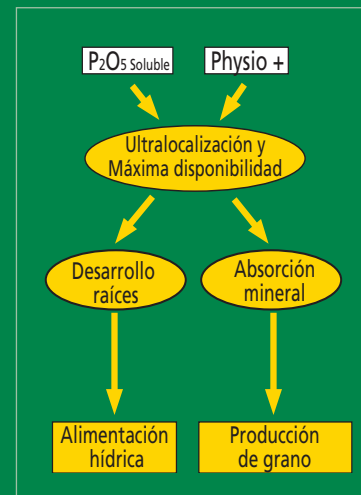 P2O5 Soluble
Physio +
Ultralocalización y
Máxima disponibilidad
Desarrollo
raíces
Absorción
mineral
Alimentación
hídrica
Producción
de grano